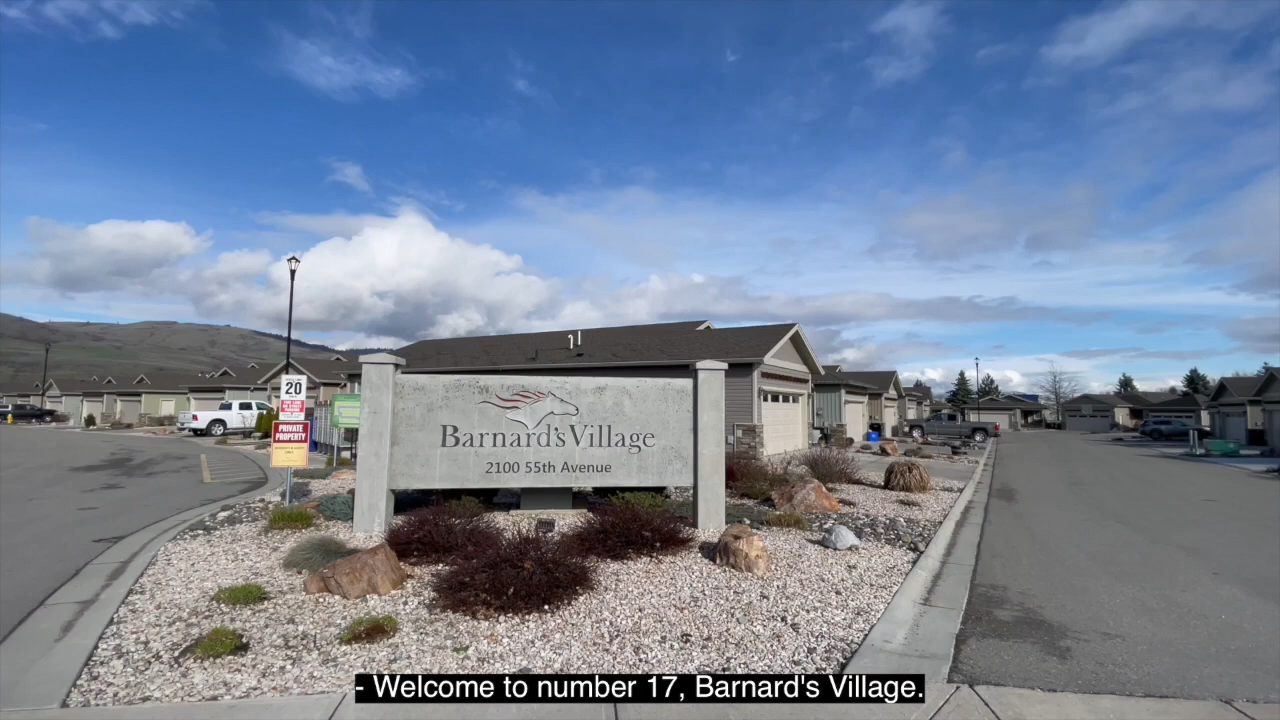 20
PRIVATE
PROPERTY
Barnard's Village
2100 55th Avenue
- Welcome to number 17, Barnard's Village.